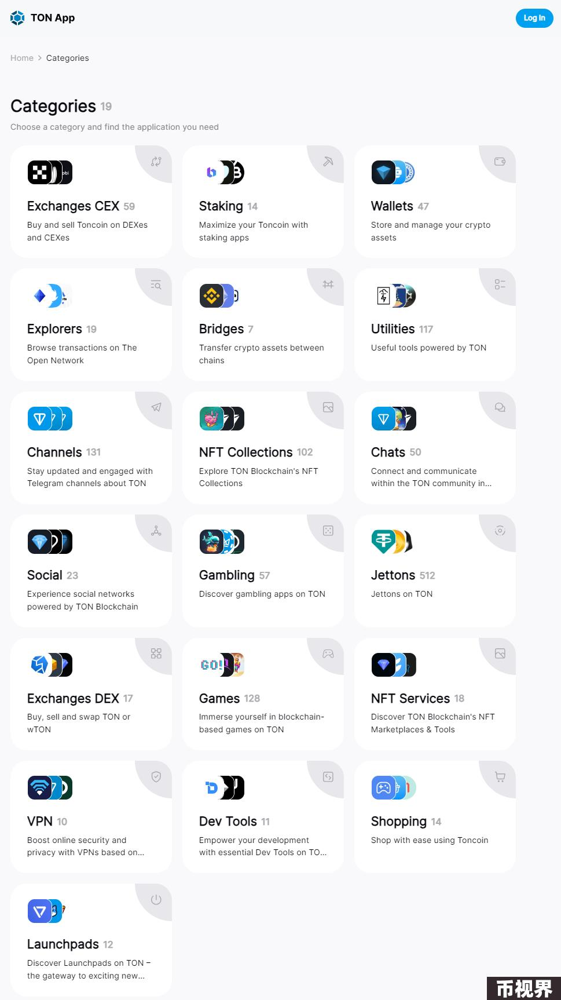 TON App
Log In
Home > Categories
Categories 19
Choose a category and find the application you need
Exchanges CEX 59
Buy and sell Toncoin on DEXes
and CEXes
Staking 14
Maximize your Toncoin with
staking apps
Wallets 47
Store and manage your crypto
assets
Explorers 19
Browse transactions on The
Open Network
Bridges 7
Transfer crypto assets between
chains
Utilities 117
Useful tools powered by TON
Channels 131
Stay updated and engaged with
Telegram channels about TON
NFT Collections 102
Explore TON Blockchain's NFT
Collections
Chats 50
Connect and communicate
within the TON community in...
Social 23
Experience social networks
powered by TON Blockchain
Gambling 57
Discover gambling apps on TON
Jettons 512
Jettons on TON
Exchanges DEX 17
Buy, sell and swap TON or
wTON
GO!
Games 128
Immerse yourself in blockchain-
based games on TON
NFT Services 18
Discover TON Blockchain's NFT
Marketplaces & Tools
VPN 10
Boost online security and
privacy with VPNs based on...
Dev Tools 11
Empower your development
with essential Dev Tools on TO...
Shopping 14
Shop with ease using Toncoin
Launchpads 12
Discover Launchpads on TON –
the gateway to exciting new...
币视界